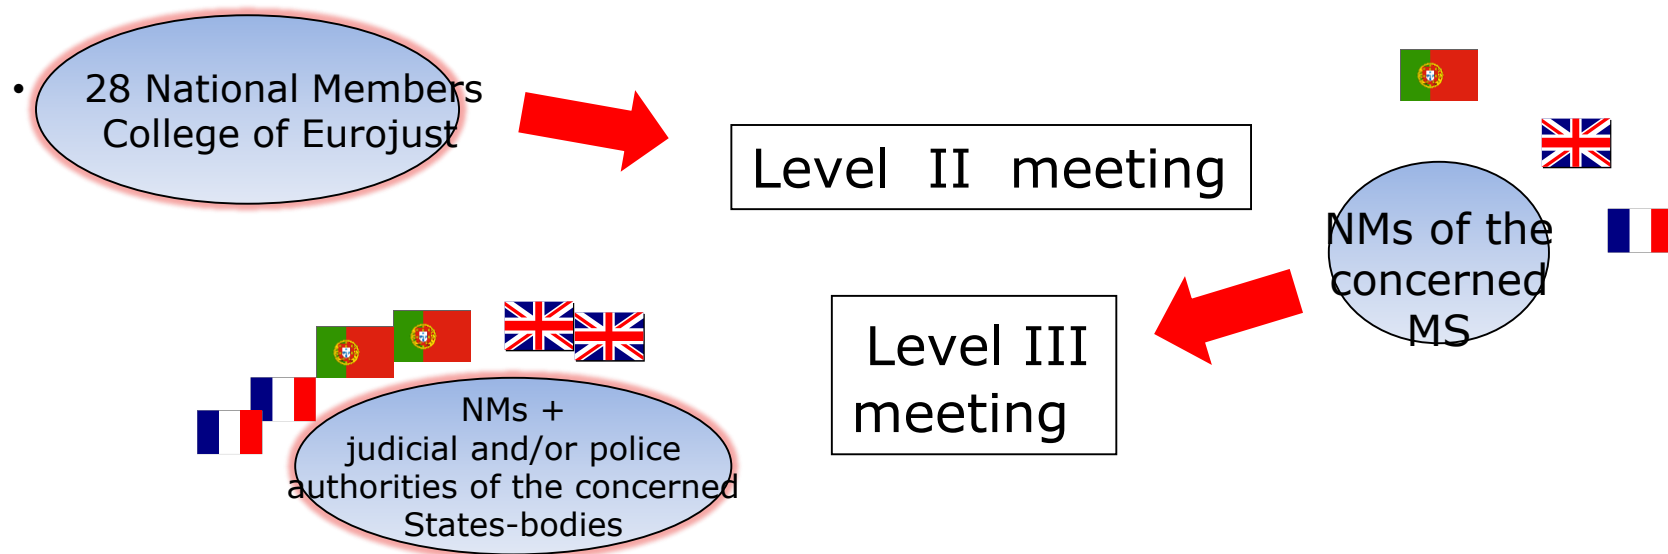 • 28 National Members
College of Eurojust
Level II meeting
NMs of the
concerned
MS
Level III
meeting
NMs +
judicial and/or police
authorities of the concerned
States-bodies